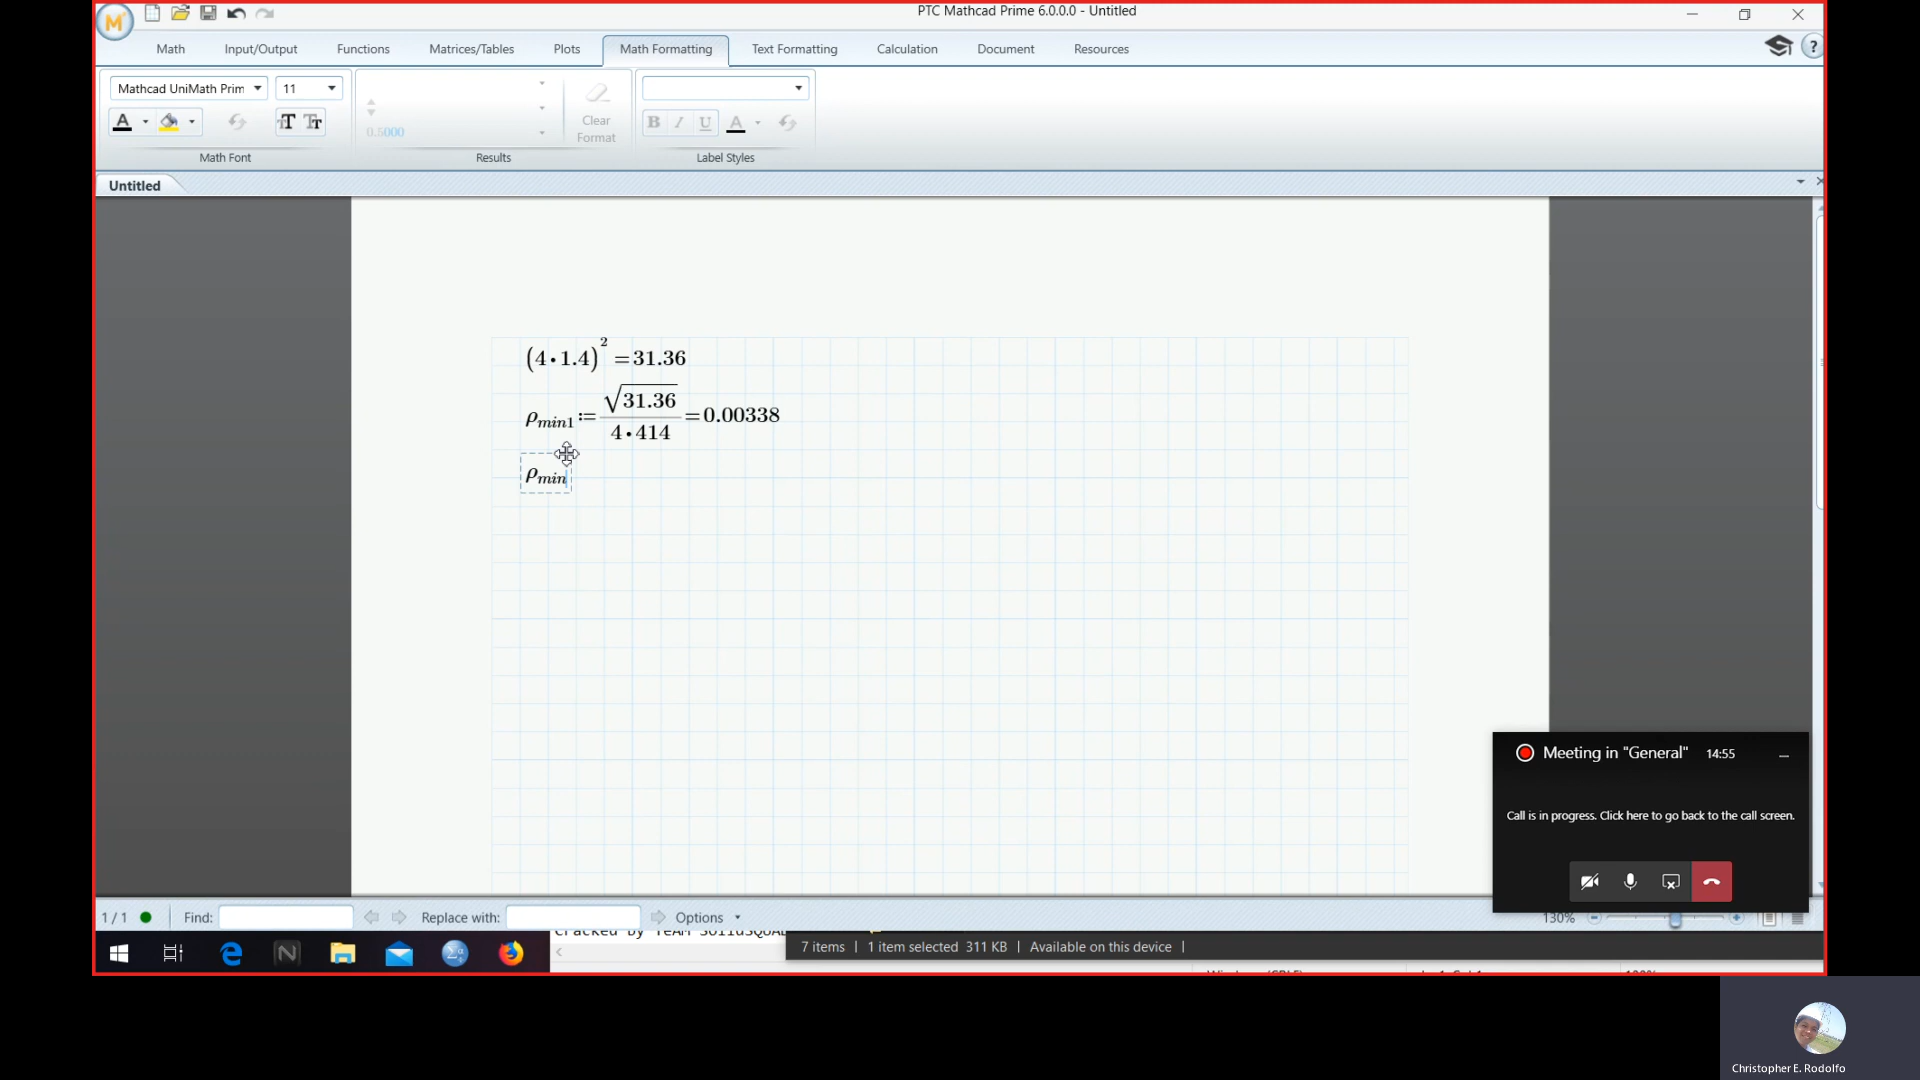 PTC Mathcad Prime 6.0.0.0 - Untitled
Math Input/Output Functions Matrices/Tables Plots Math Formatting Text Formatting Calculation Document Resources
Mathcad UniMath Prim 11
0.5000
Clear
Format
B I U A
Math Font Results Label Styles
Untitled
(4•1.4)² = 31.36
ρmin1 := √31.36 / 4•414 = 0.00338
ρmin
Meeting in "General" 14:55
Call is in progress. Click here to go back to the call screen.
1 / 1 Find: Replace with: Options 130%
7 items | 1 item selected 311 KB | Available on this device |
Christopher E. Rodolfo